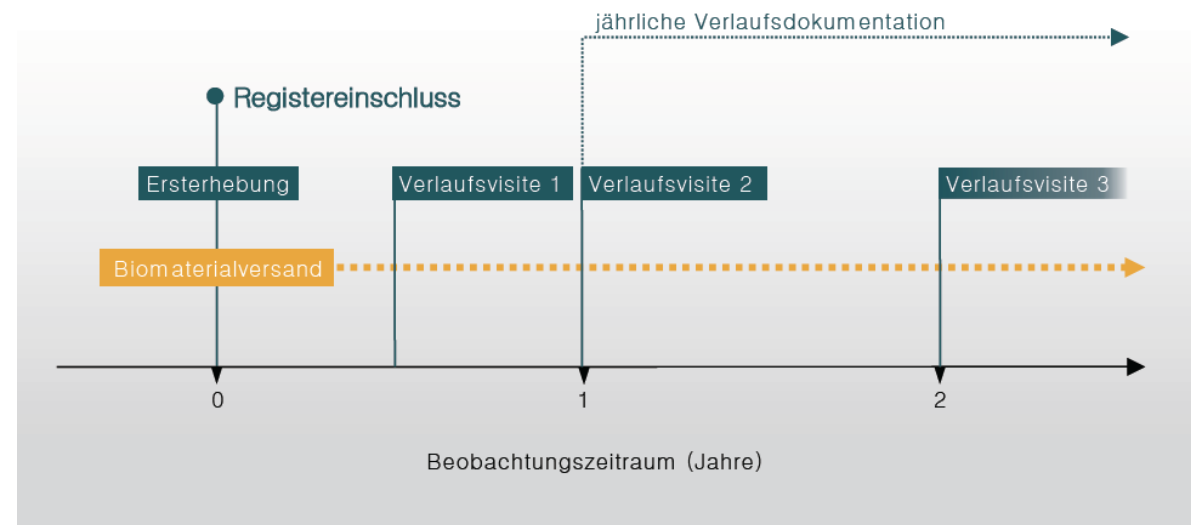 jährliche Verlaufsdokumentation
Registereinschluss
Ersterhebung
Verlaufsvisite 1
Verlaufsvisite 2
Verlaufsvisite 3
Biomaterialversand
0
1
2
Beobachtungszeitraum (Jahre)